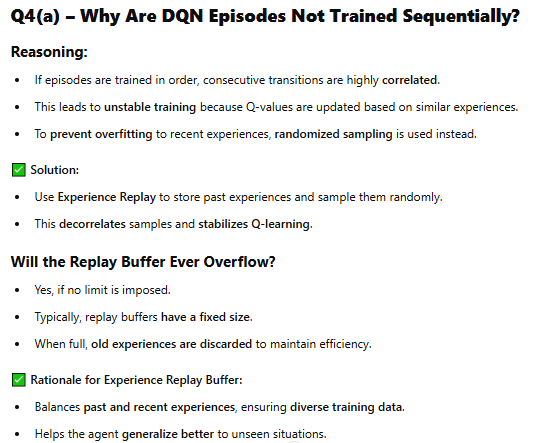 Q4(a) – Why Are DQN Episodes Not Trained Sequentially?
Reasoning:
• If episodes are trained in order, consecutive transitions are highly correlated.
• This leads to unstable training because Q-values are updated based on similar experiences.
• To prevent overfitting to recent experiences, randomized sampling is used instead.
✅ Solution:
• Use Experience Replay to store past experiences and sample them randomly.
• This decorrelates samples and stabilizes Q-learning.
Will the Replay Buffer Ever Overflow?
• Yes, if no limit is imposed.
• Typically, replay buffers have a fixed size.
• When full, old experiences are discarded to maintain efficiency.
✅ Rationale for Experience Replay Buffer:
• Balances past and recent experiences, ensuring diverse training data.
• Helps the agent generalize better to unseen situations.